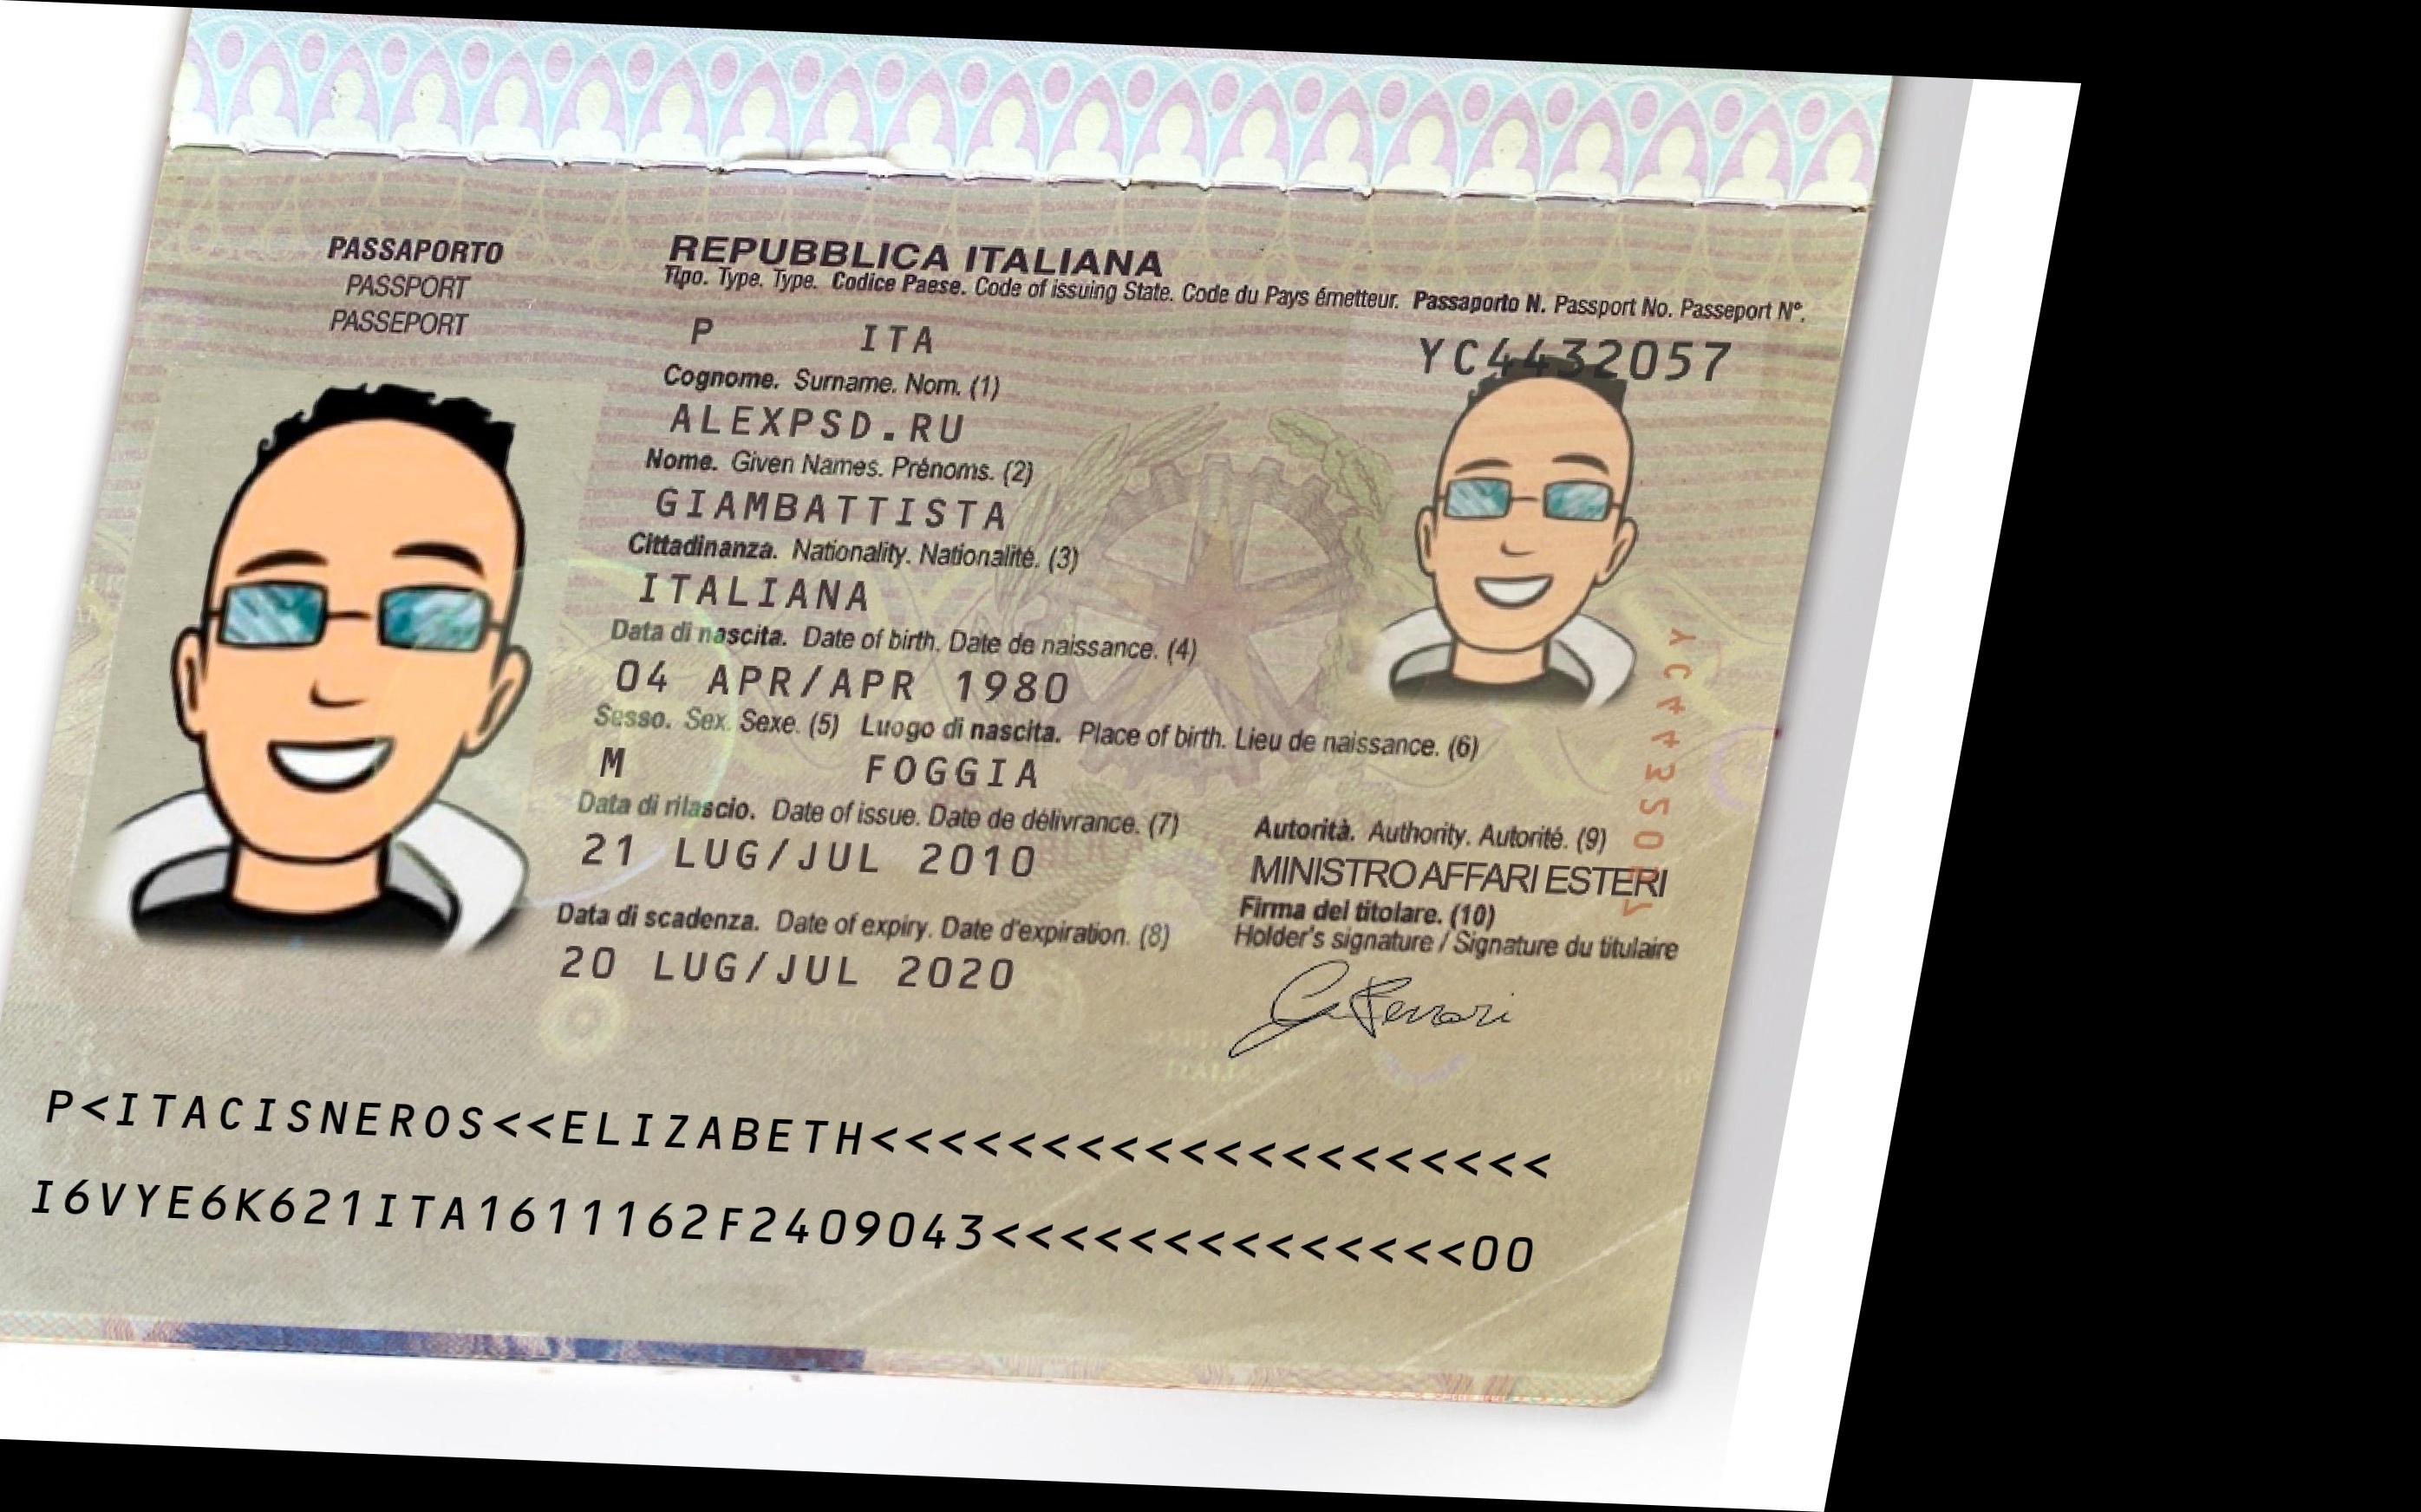 PASSAPORTO
PASSPORT
PASSEPORT
REPUBBLICA ITALIANA
Tipo. Type. Type. Codice Paese. Code of issuing State. Code du Pays émetteur. Passaporto N. Passport No. Passeport N°.
P ITA YC4432057
Cognome. Surname. Nom. (1)
ALEXPSD.RU
Nome. Given Names. Prénoms. (2)
GIAMBATTISTA
Cittadinanza. Nationality. Nationalité. (3)
ITALIANA
Data di nascita. Date of birth. Date de naissance. (4)
04 APR/APR 1980
Sesso. Sex. Sexe. (5) Luogo di nascita. Place of birth. Lieu de naissance. (6)
M FOGGIA
Data di rilascio. Date of issue. Date de délivrance. (7)
21 LUG/JUL 2010
Data di scadenza. Date of expiry. Date d'expiration. (8)
20 LUG/JUL 2020
Autorità. Authority. Autorité. (9)
MINISTRO AFFARI ESTERI
Firma del titolare. (10)
Holder's signature / Signature du titulaire
G Ferrari
YC4432057
P<ITACISNEROS<<ELIZABETH<<<<<<<<<<<<<<<<<<<<
I6VYE6K621ITA1611162F2409043<<<<<<<<<<<<<<00